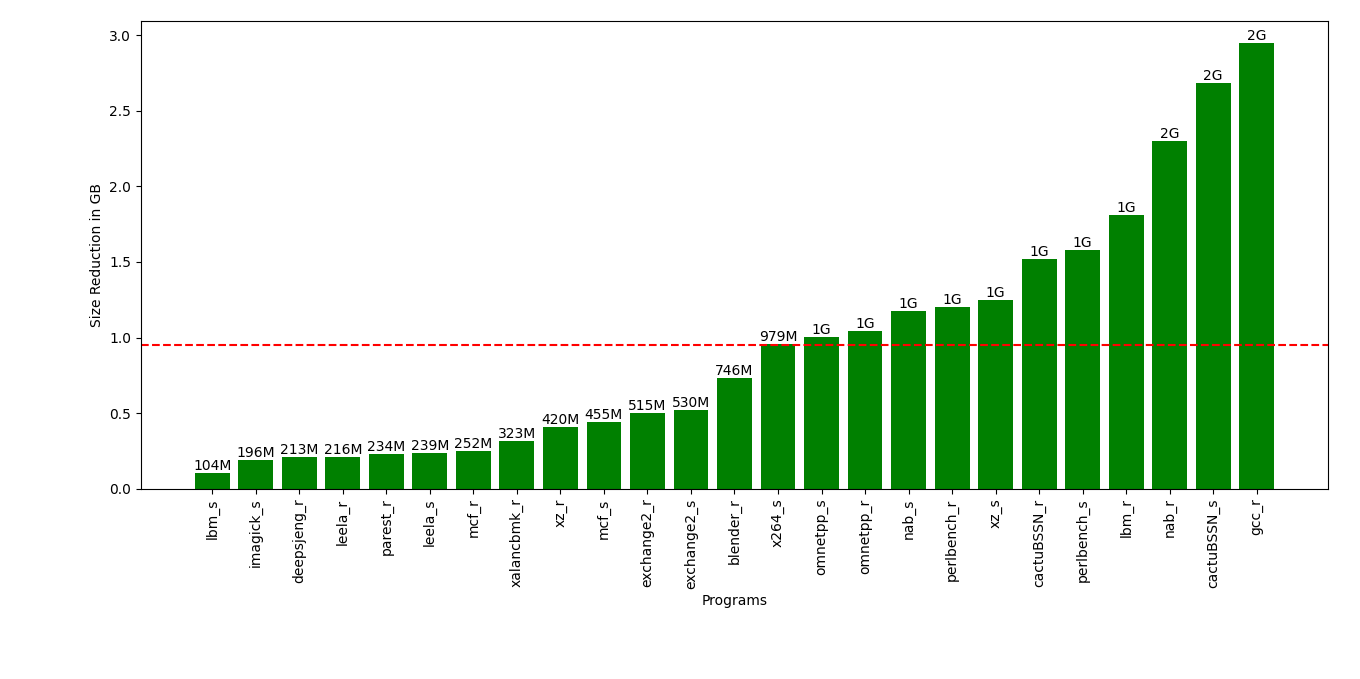 Size Reduction in GB
3.0
2.5
2.0
1.5
1.0
0.5
0.0
104M
196M
213M
216M
234M
239M
252M
323M
420M
455M
515M
530M
746M
979M
1G
1G
1G
1G
1G
1G
1G
1G
2G
2G
2G
lbm_s
imagick_s
deepsjeng_r
leela_r
parest_r
leela_s
mcf_r
xalancbmk_r
xz_r
mcf_s
exchange2_r
exchange2_s
blender_r
x264_s
omnetpp_s
omnetpp_r
nab_s
perlbench_r
xz_s
cactuBSSN_r
perlbench_s
lbm_r
nab_r
cactuBSSN_s
gcc_r
Programs